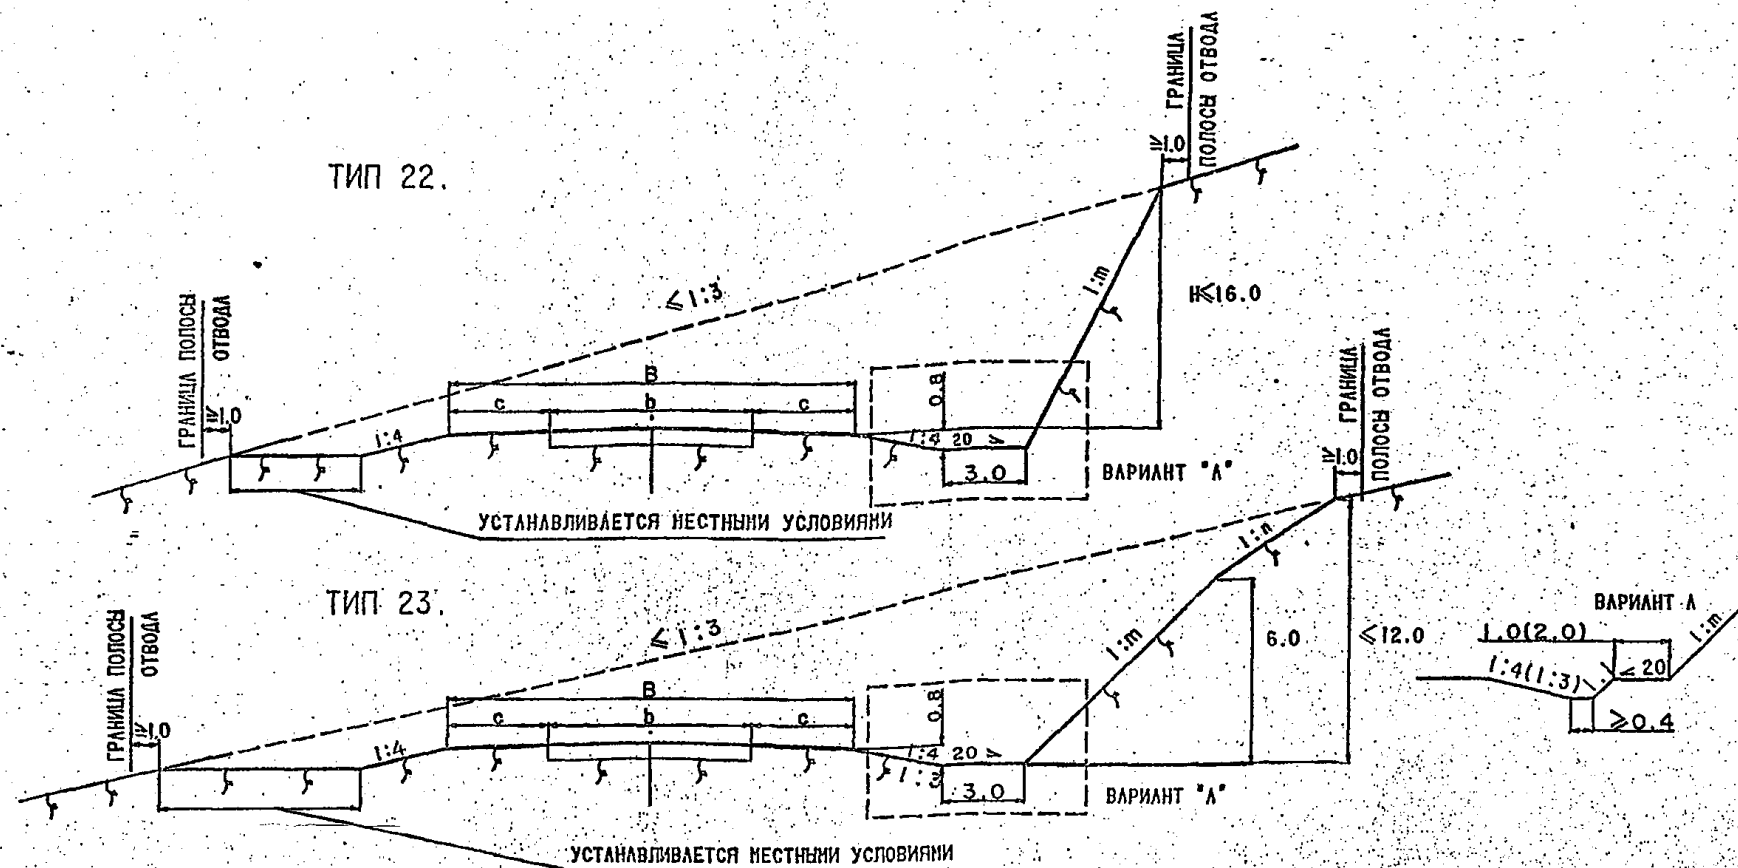 ТИП 22.
ГРАНИЦА
ПОЛОСЫ ОТВОДА
≥1.0
≤1:3
1:m
H≤16.0
ГРАНИЦА ПОЛОСЫ
ОТВОДА
≥1.0
1:4
B
c
b
c
0.8
1:4
20
3.0
ВАРИАНТ "А"
УСТАНАВЛИВАЕТСЯ МЕСТНЫМИ УСЛОВИЯМИ
ТИП 23.
ГРАНИЦА
ПОЛОСЫ ОТВОДА
≥1.0
≤1:3
1:n
1:m
6.0
≤12.0
ГРАНИЦА ПОЛОСЫ
ОТВОДА
≥1.0
1:4
B
c
b
c
0.8
1:4
1:3
20
3.0
ВАРИАНТ "А"
УСТАНАВЛИВАЕТСЯ МЕСТНЫМИ УСЛОВИЯМИ
ВАРИАНТ А
1.0(2.0)
1:m
1:4(1:3)
20
≥0.4